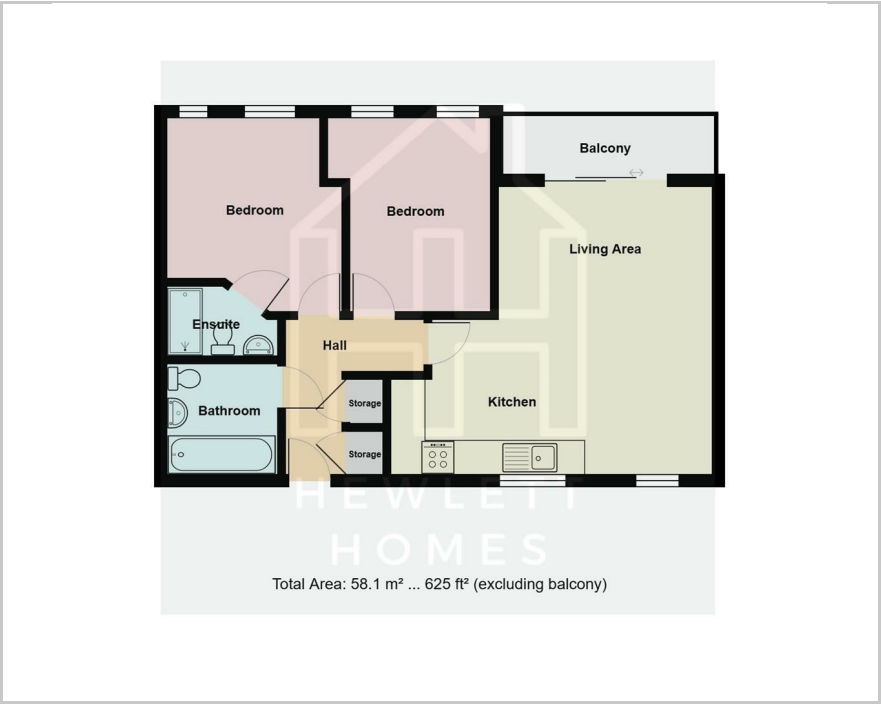 Balcony
Bedroom
Bedroom
Living Area
Ensuite
Hall
Storage
Kitchen
Bathroom
Storage
HEWLETT
HOMES
Total Area: 58.1 m² ... 625 ft² (excluding balcony)